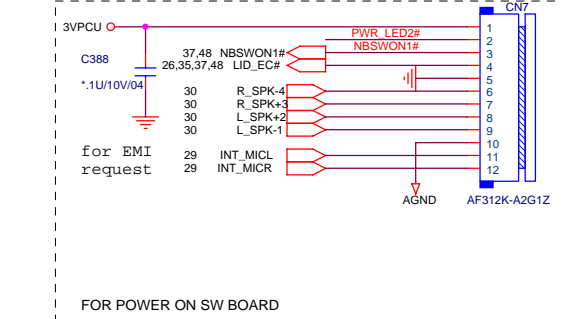 CN7
3VPCU
1
PWR_LED2#
2
37,48 NBSWON1# NBSWON1# 3
C388
26,35,37,48 LID_EC# 4
5
*.1U/10V/04
30 R_SPK-4 6
30 R_SPK+3 7
30 L_SPK+2 8
30 L_SPK-1 9
10
for EMI
request
29 INT_MICL 11
29 INT_MICR 12
AGND
AF312K-A2G1Z
FOR POWER ON SW BOARD